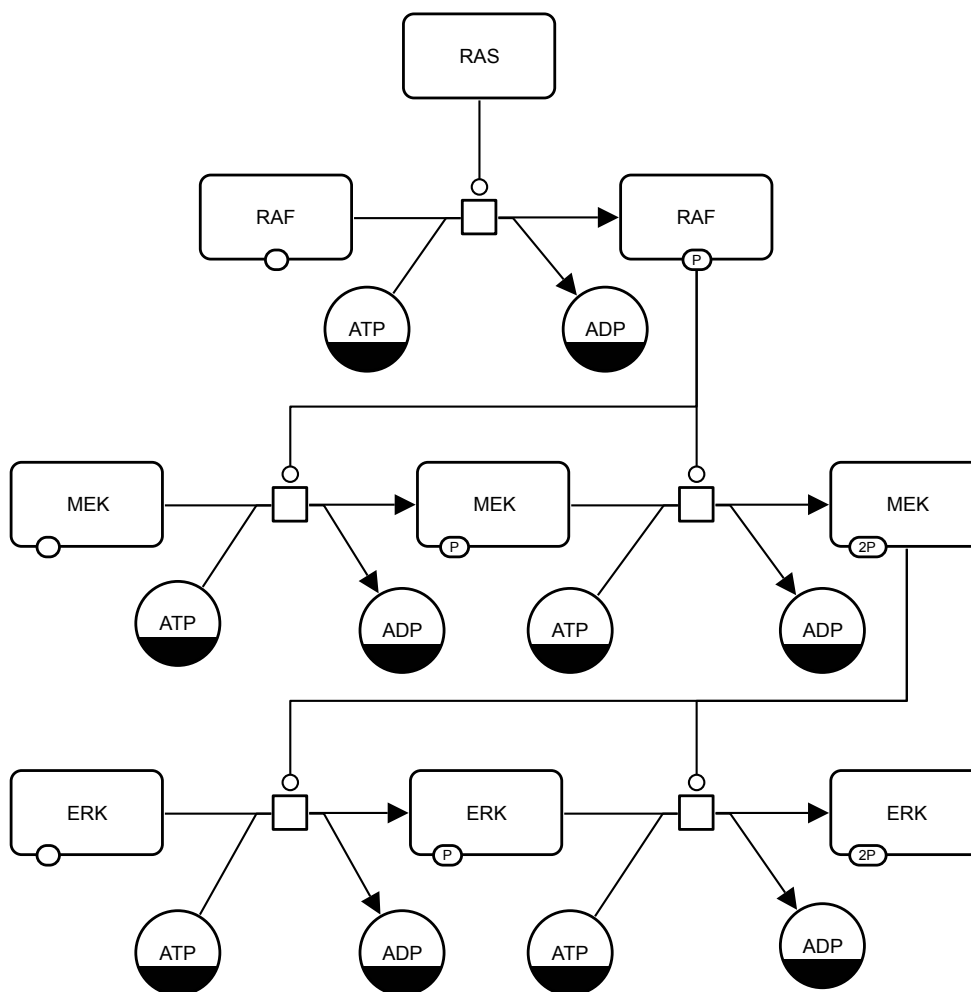 RAS
RAF
RAF
P
ATP
ADP
MEK
MEK
MEK
P
2P
ATP
ADP
ATP
ADP
ERK
ERK
ERK
P
2P
ATP
ADP
ATP
ADP